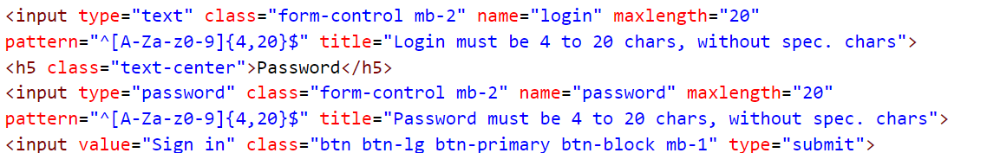 <input type="text" class="form-control mb-2" name="login" maxlength="20"
pattern="^[A-Za-z0-9]{4,20}$" title="Login must be 4 to 20 chars, without spec. chars">
<h5 class="text-center">Password</h5>
<input type="password" class="form-control mb-2" name="password" maxlength="20"
pattern="^[A-Za-z0-9]{4,20}$" title="Password must be 4 to 20 chars, without spec. chars">
<input value="Sign in" class="btn btn-lg btn-primary btn-block mb-1" type="submit">